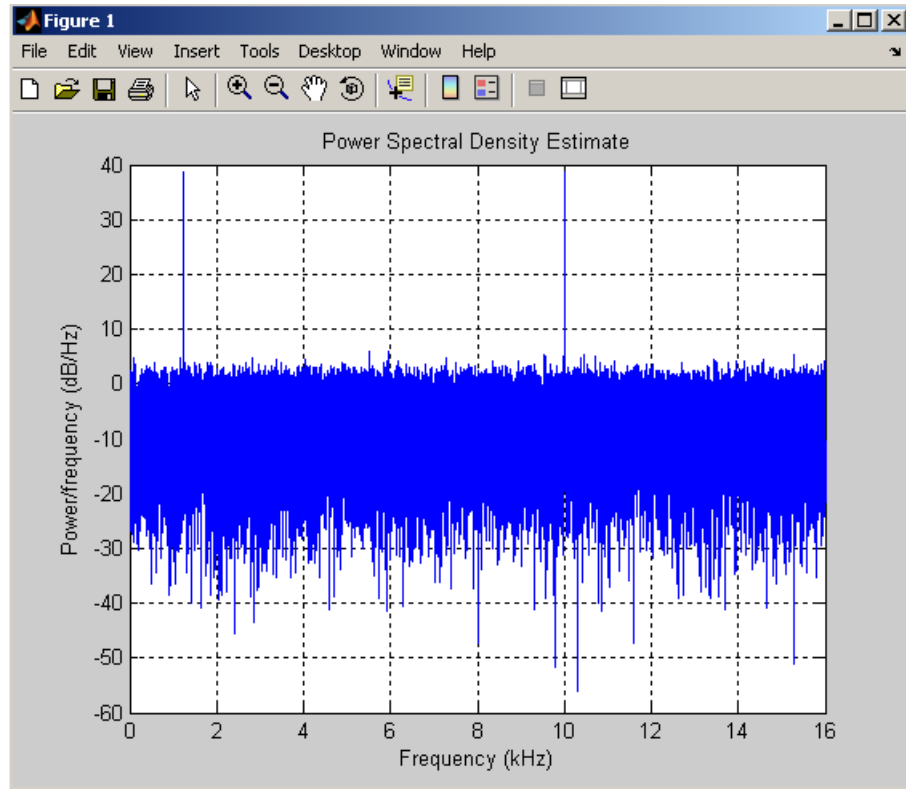 Figure 1
File Edit View Insert Tools Desktop Window Help
Power Spectral Density Estimate
40
30
20
10
0
-10
-20
-30
-40
-50
-60
Power/frequency (dB/Hz)
0 2 4 6 8 10 12 14 16
Frequency (kHz)